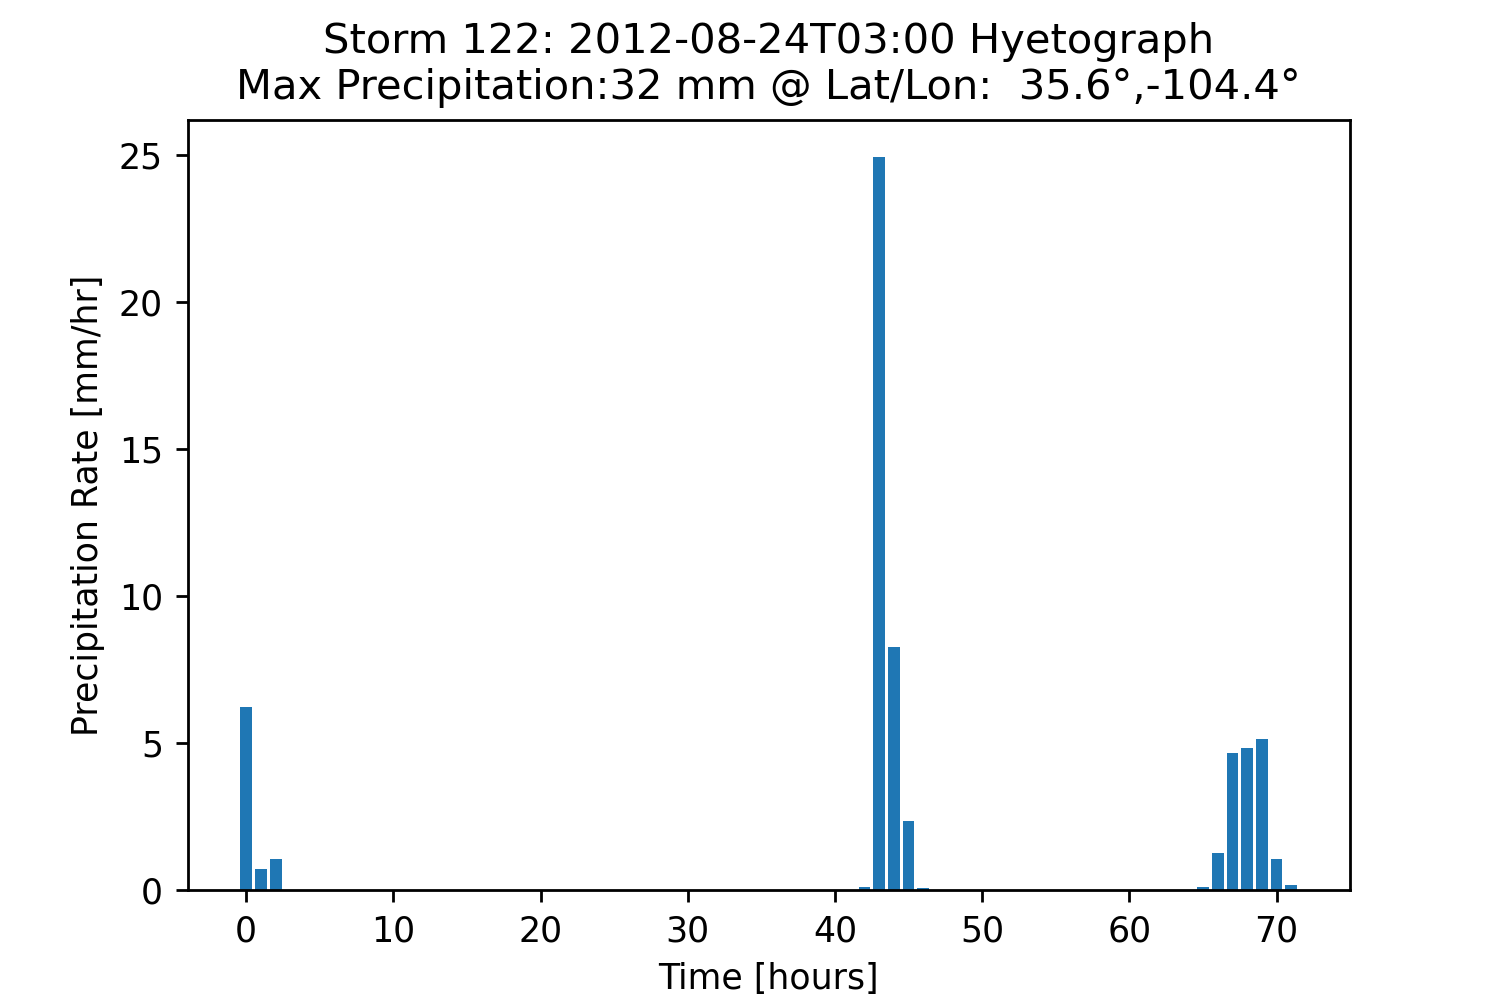 Storm 122: 2012-08-24T03:00 Hyetograph
Max Precipitation:32 mm @ Lat/Lon:  35.6°,-104.4°
25
20
15
10
5
0
Precipitation Rate [mm/hr]
0 10 20 30 40 50 60 70
Time [hours]